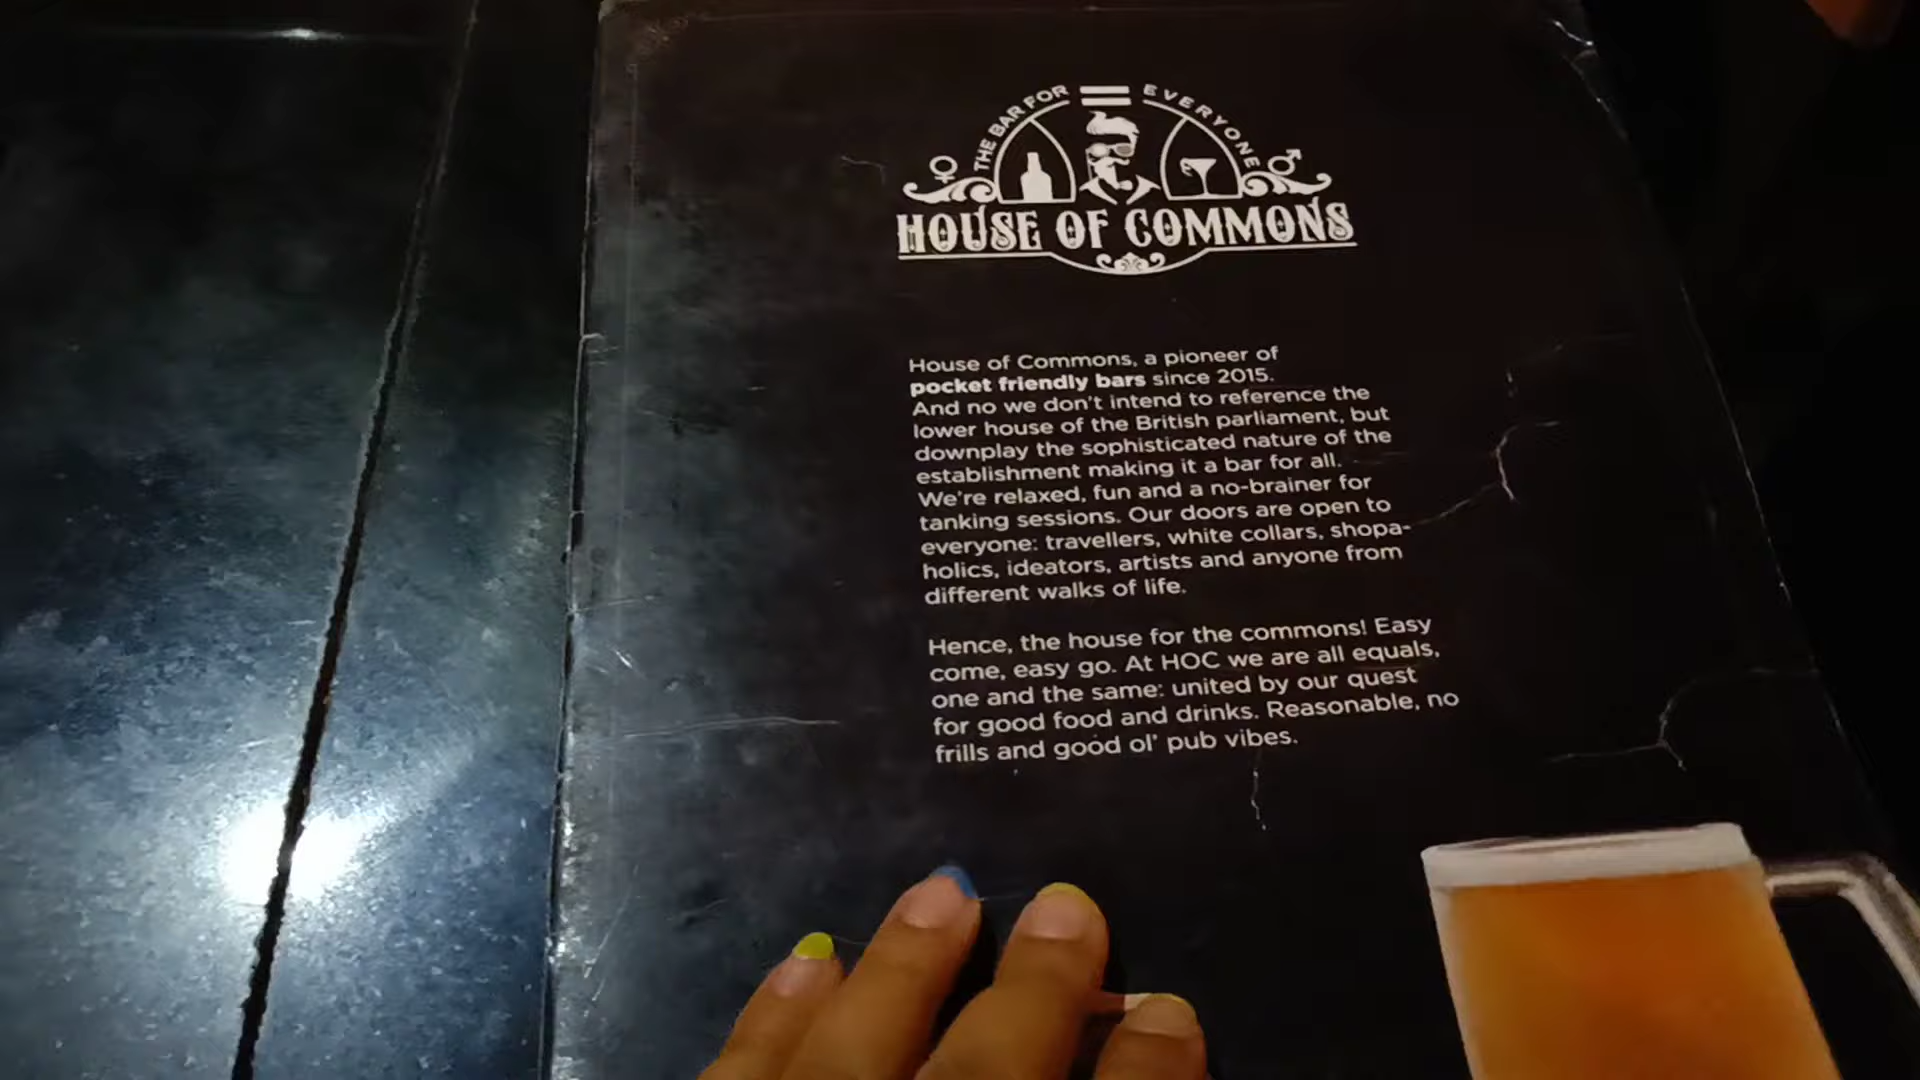 THE BAR FOR EVERYONE
HOUSE OF COMMONS
House of Commons, a pioneer of
pocket friendly bars since 2015.
And no we don't intend to reference the
lower house of the British parliament, but
downplay the sophisticated nature of the
establishment making it a bar for all.
We're relaxed, fun and a no-brainer for
tanking sessions. Our doors are open to
everyone: travellers, white collars, shopa-
holics, ideators, artists and anyone from
different walks of life.
Hence, the house for the commons! Easy
come, easy go. At HOC we are all equals,
one and the same: united by our quest
for good food and drinks. Reasonable, no
frills and good ol' pub vibes.